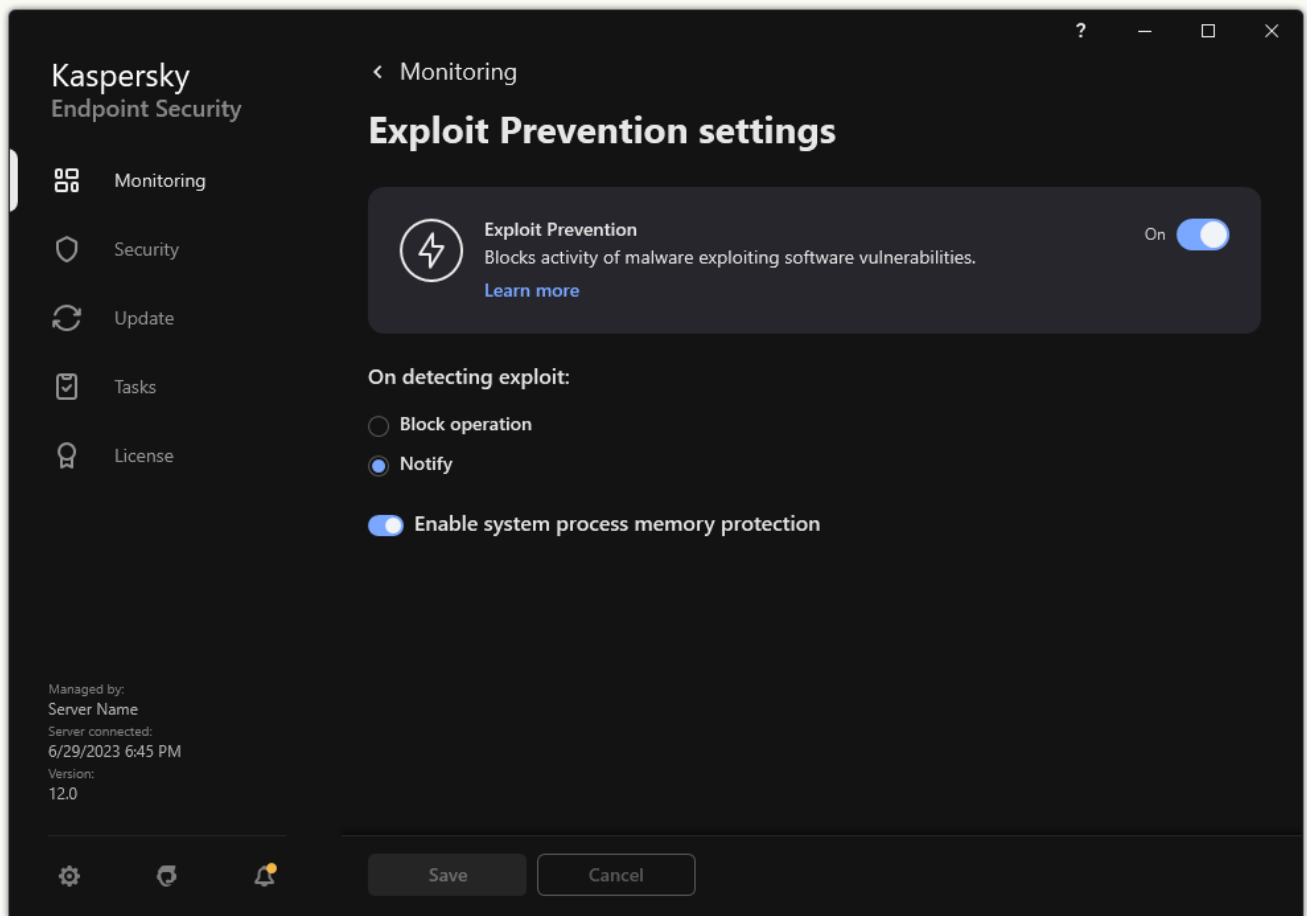 ?
Kaspersky
Endpoint Security
Monitoring
Security
Update
Tasks
License
Managed by:
Server Name
Server connected:
6/29/2023 6:45 PM
Version:
12.0
Monitoring
Exploit Prevention settings
Exploit Prevention
Blocks activity of malware exploiting software vulnerabilities.
Learn more
On
On detecting exploit:
Block operation
Notify
Enable system process memory protection
Save
Cancel